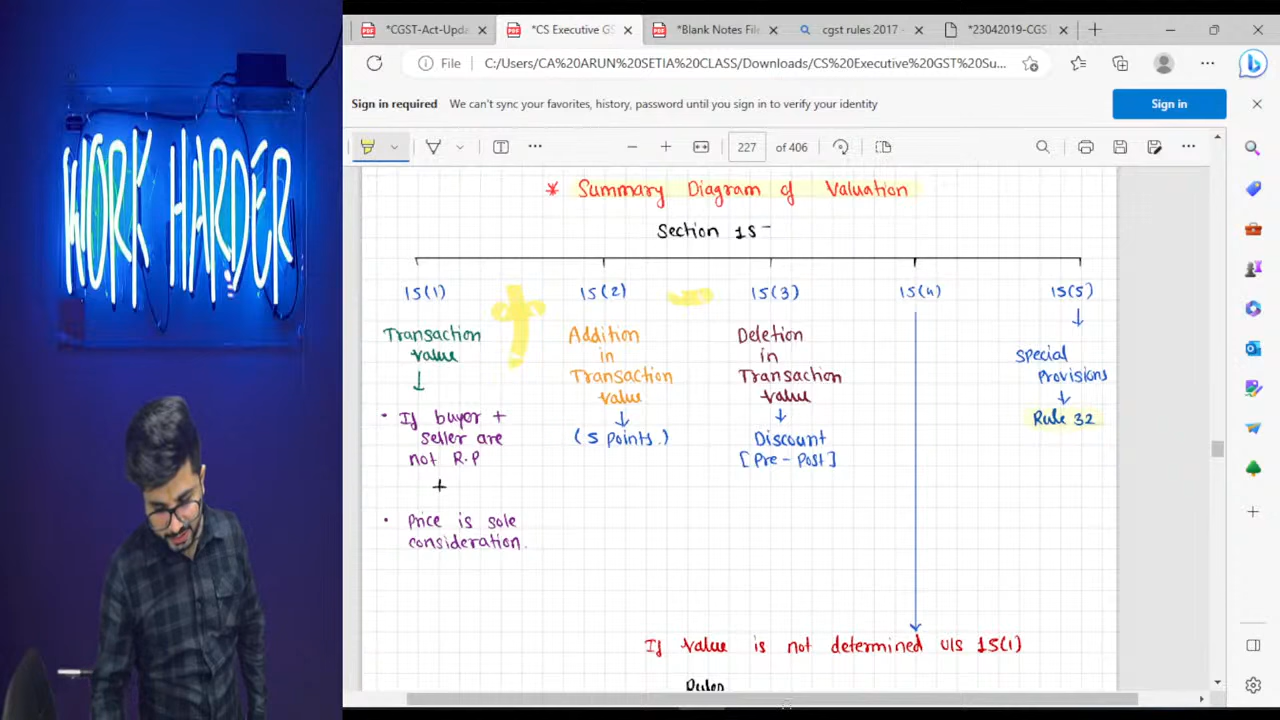 WORK HARDER
*CGST-Act-Upda
*CS Executive GS
*Blank Notes File
cgst rules 2017 -
*23042019-CGS
File
C:/Users/CA%20ARUN%20SETIA%20CLASS/Downloads/CS%20Executive%20GST%20Su...
Sign in required We can't sync your favorites, history, password until you sign in to verify your identity
Sign in
227 of 406
* Summary Diagram of Valuation
Section 15 -
15(1) 15(2) 15(3) 15(4) 15(5)
Transaction value
• If buyer +
seller are
not R.P
+
• Price is sole
consideration.
Addition
in
Transaction
value
(5 Points.)
Deletion
in
Transaction
value
Discount
[Pre - Post]
Special
Provisions
Rule 32
If value is not determined u/s 15(1)
Rules